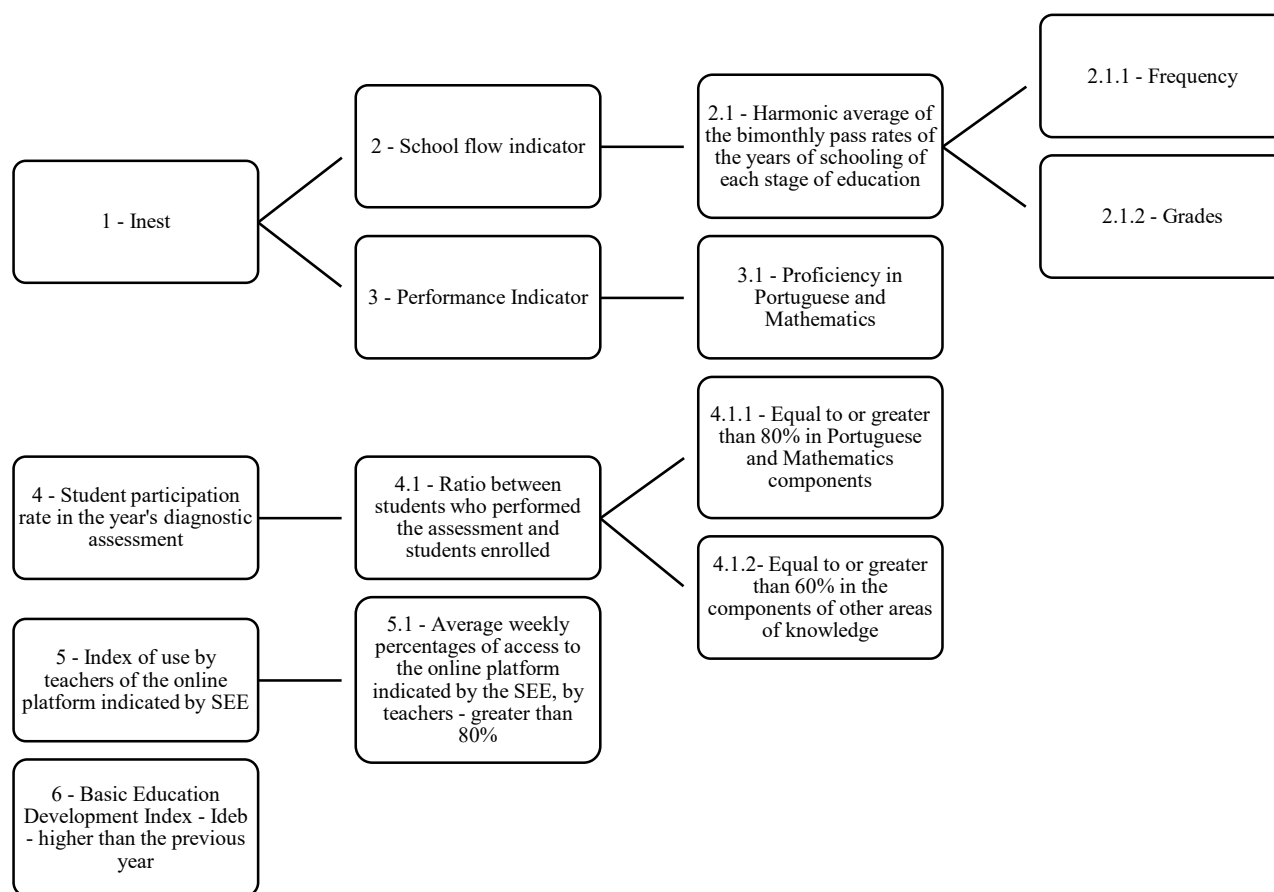 1 - Inest
2 - School flow indicator
2.1 - Harmonic average of
the bimonthly pass rates of
the years of schooling of
each stage of education
2.1.1 - Frequency
2.1.2 - Grades
3 - Performance Indicator
3.1 - Proficiency in
Portuguese and
Mathematics
4 - Student participation
rate in the year's diagnostic
assessment
4.1 - Ratio between
students who performed
the assessment and
students enrolled
4.1.1 - Equal to or greater
than 80% in Portuguese
and Mathematics
components
4.1.2- Equal to or greater
than 60% in the
components of other areas
of knowledge
5 - Index of use by
teachers of the online
platform indicated by SEE
5.1 - Average weekly
percentages of access to
the online platform
indicated by the SEE, by
teachers - greater than
80%
6 - Basic Education
Development Index - Ideb
- higher than the previous
year